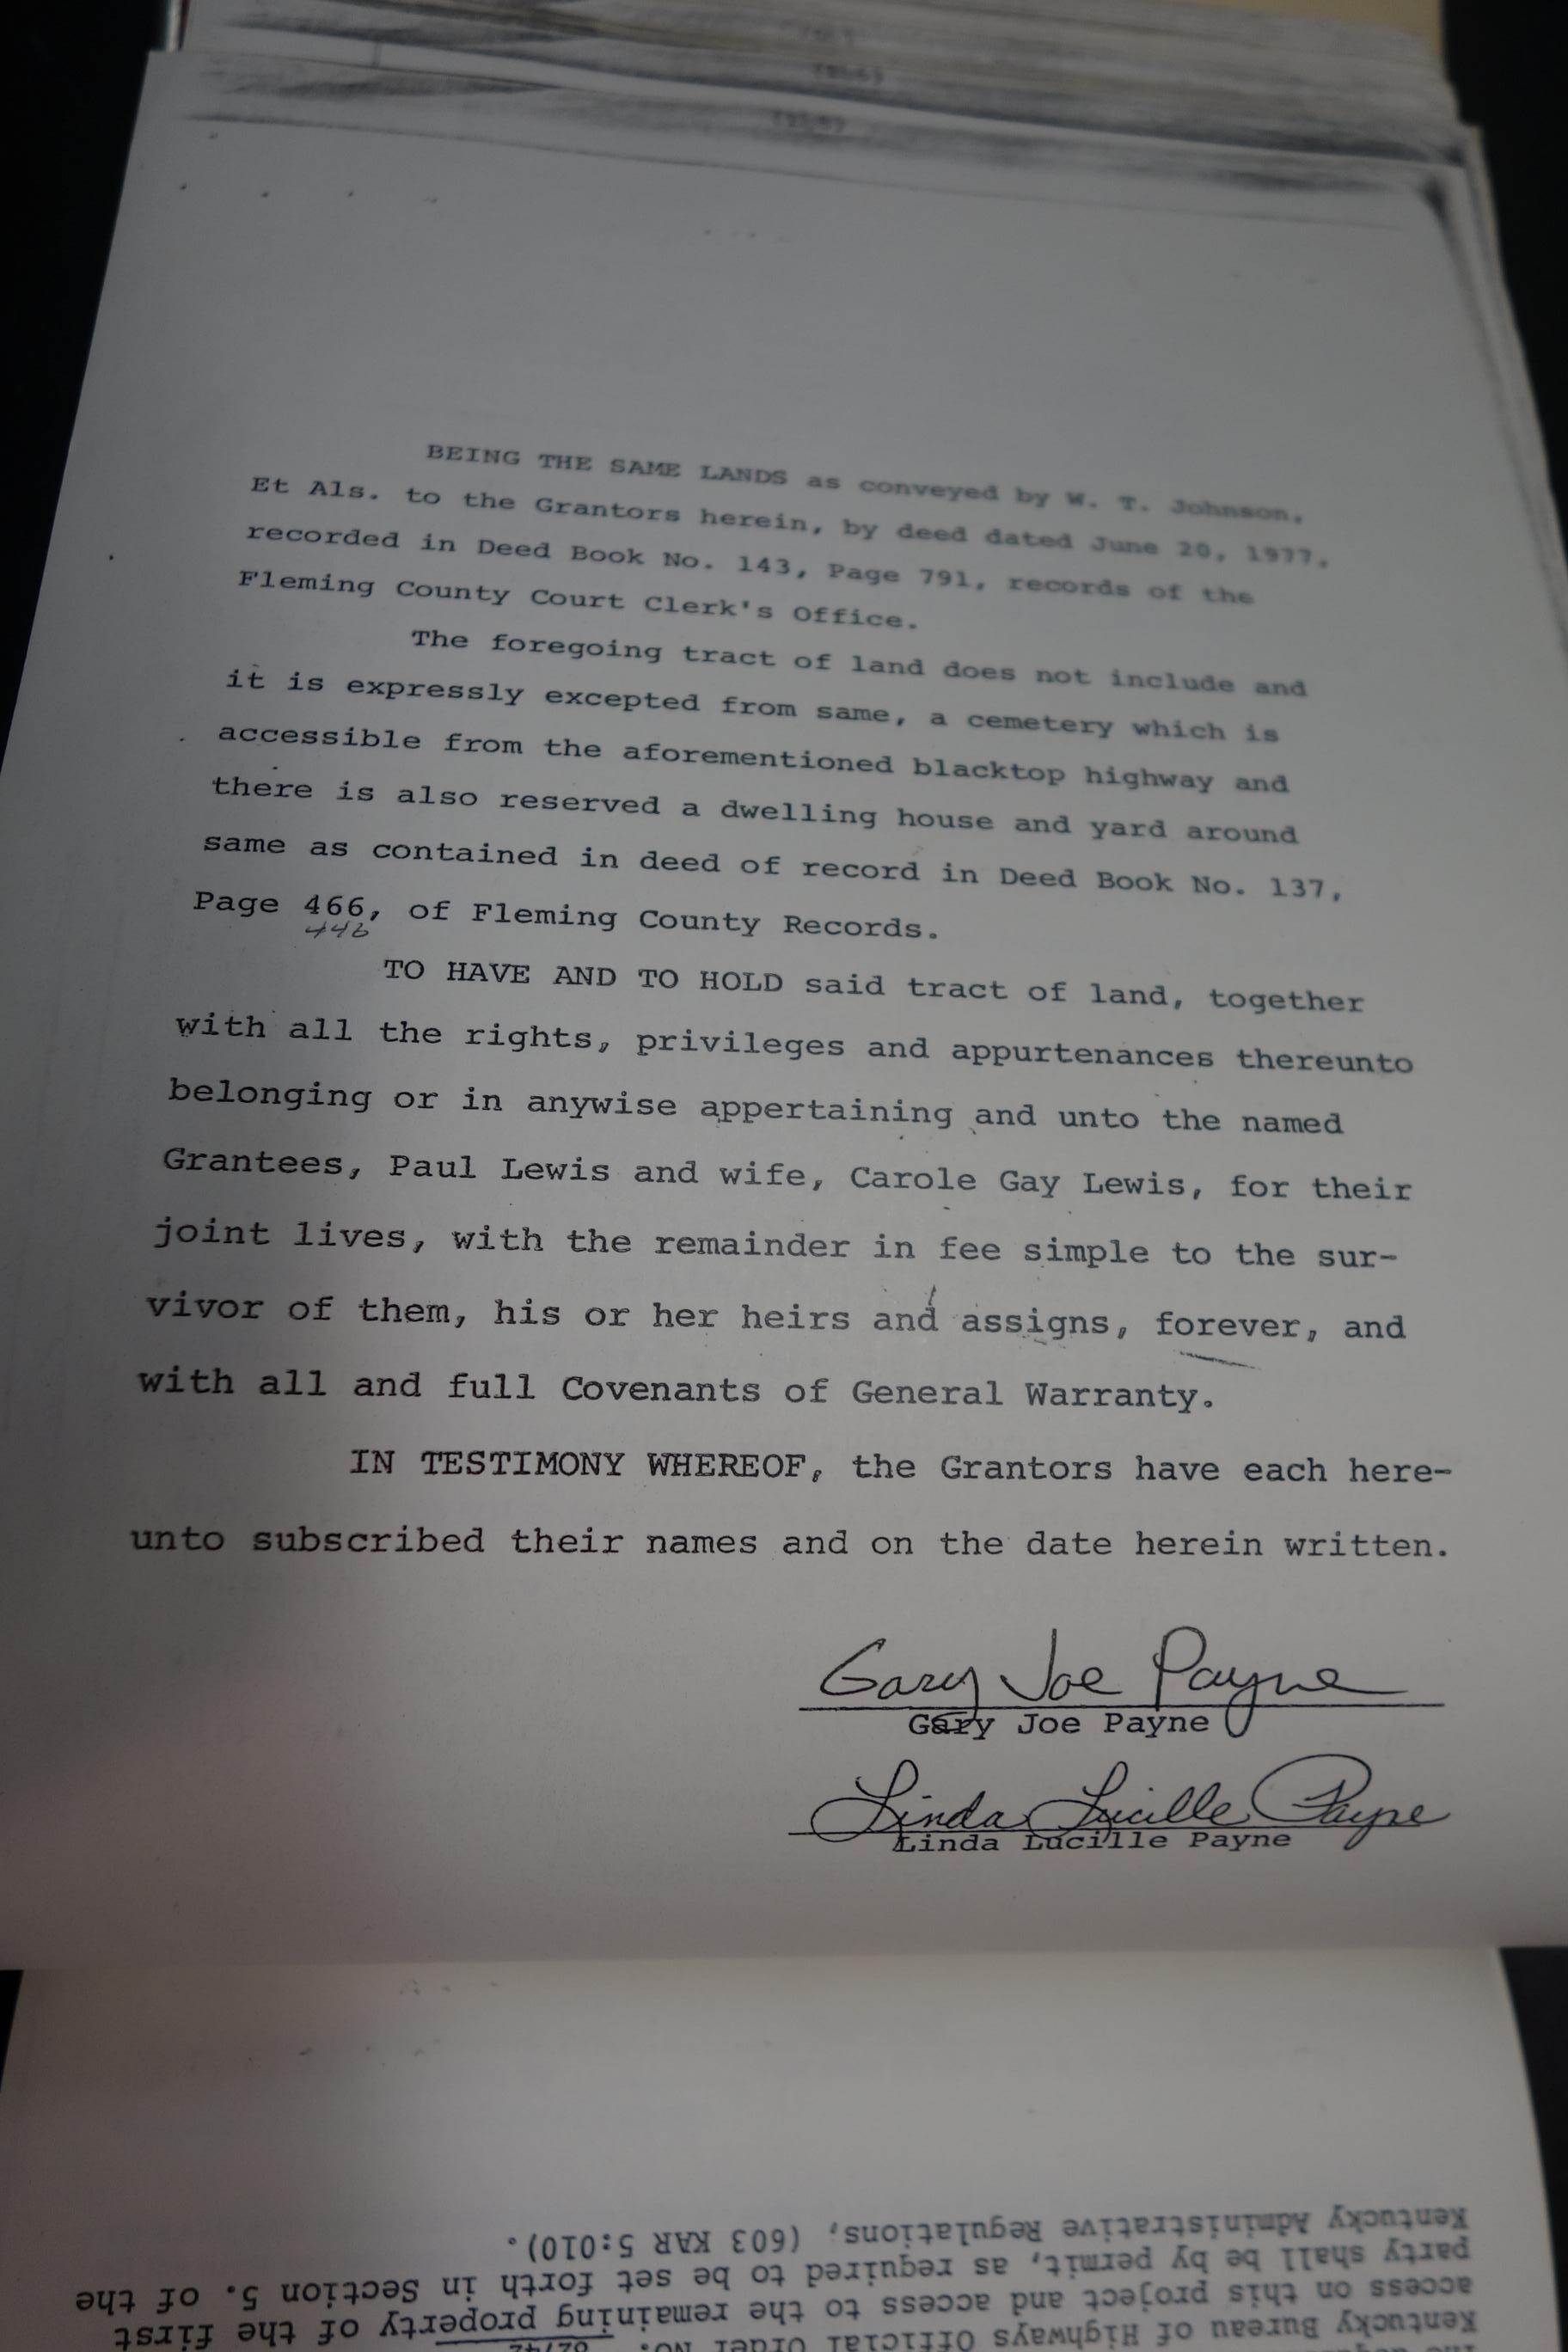 BEING THE SAME LANDS as conveyed by W. T. Johnson,
Et Als. to the Grantors herein, by deed dated June 20, 1977,
recorded in Deed Book No. 143, Page 791, records of the
Fleming County Court Clerk's Office.
The foregoing tract of land does not include and
it is expressly excepted from same, a cemetery which is
accessible from the aforementioned blacktop highway and
there is also reserved a dwelling house and yard around
same as contained in deed of record in Deed Book No. 137,
Page 466, of Fleming County Records.
446
TO HAVE AND TO HOLD said tract of land, together
with all the rights, privileges and appurtenances thereunto
belonging or in anywise appertaining and unto the named
Grantees, Paul Lewis and wife, Carole Gay Lewis, for their
joint lives, with the remainder in fee simple to the sur-
vivor of them, his or her heirs and assigns, forever, and
with all and full Covenants of General Warranty.
IN TESTIMONY WHEREOF, the Grantors have each here-
unto subscribed their names and on the date herein written.
Gary Joe Payne
Gary Joe Payne
Linda Lucille Payne
Linda Lucille Payne
Kentucky Bureau of Highways Official Order No.
access on this project and access to the remaining property of the first
party shall be by permit, as required to be set forth in Section 5. of the
Kentucky Administrative Regulations, (603 KAR 5:010).